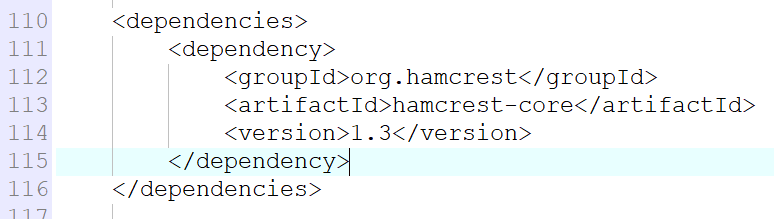 110 <dependencies>
111 <dependency>
112 <groupId>org.hamcrest</groupId>
113 <artifactId>hamcrest-core</artifactId>
114 <version>1.3</version>
115 </dependency>
116 </dependencies>
117